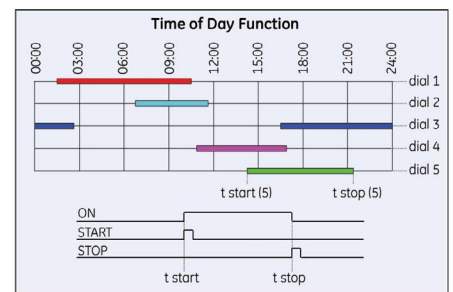 Time of Day Function
00:00 03:00 06:00 09:00 12:00 15:00 18:00 21:00 24:00
dial 1
dial 2
dial 3
dial 4
dial 5
t start (5) t stop (5)
ON
START
STOP
t start t stop